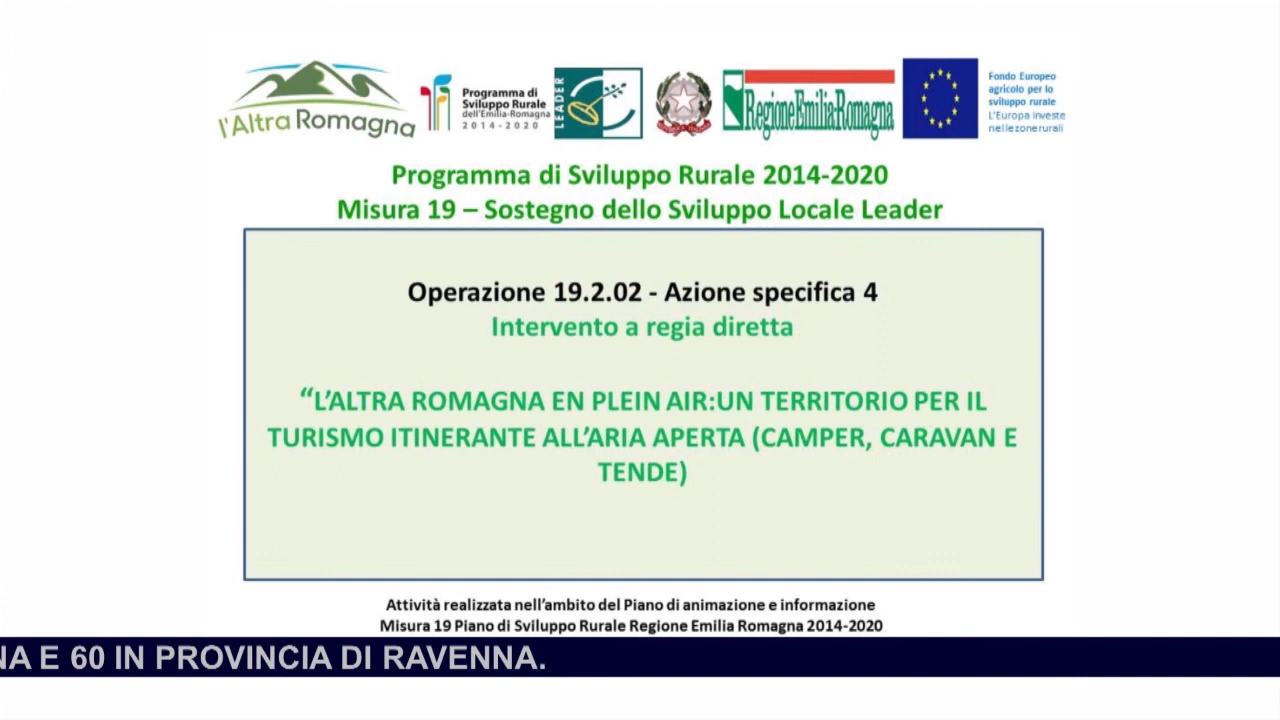 l'Altra Romagna
Programma di
Sviluppo Rurale
dell'Emilia-Romagna
2014-2020
LEADER
RegioneEmilia-Romagna
Fondo Europeo
agricolo per lo
sviluppo rurale
L'Europa investe
nelle zone rurali
Programma di Sviluppo Rurale 2014-2020
Misura 19 – Sostegno dello Sviluppo Locale Leader
Operazione 19.2.02 - Azione specifica 4
Intervento a regia diretta
“L’ALTRA ROMAGNA EN PLEIN AIR:UN TERRITORIO PER IL
TURISMO ITINERANTE ALL’ARIA APERTA (CAMPER, CARAVAN E
TENDE)
Attività realizzata nell’ambito del Piano di animazione e informazione
Misura 19 Piano di Sviluppo Rurale Regione Emilia Romagna 2014-2020
NA E 60 IN PROVINCIA DI RAVENNA.